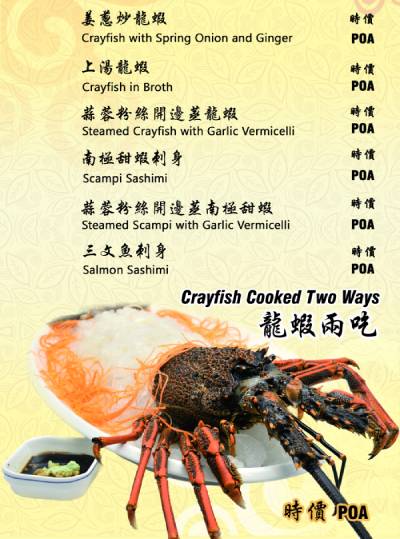 姜蔥炒龍蝦 時價
Crayfish with Spring Onion and Ginger POA
上湯龍蝦 時價
Crayfish in Broth POA
蒜蓉粉絲開邊蒸龍蝦 時價
Steamed Crayfish with Garlic Vermicelli POA
南極甜蝦刺身 時價
Scampi Sashimi POA
蒜蓉粉絲開邊蒸南極甜蝦 時價
Steamed Scampi with Garlic Vermicelli POA
三文魚刺身 時價
Salmon Sashimi POA
Crayfish Cooked Two Ways
龍蝦兩吃
時價 POA